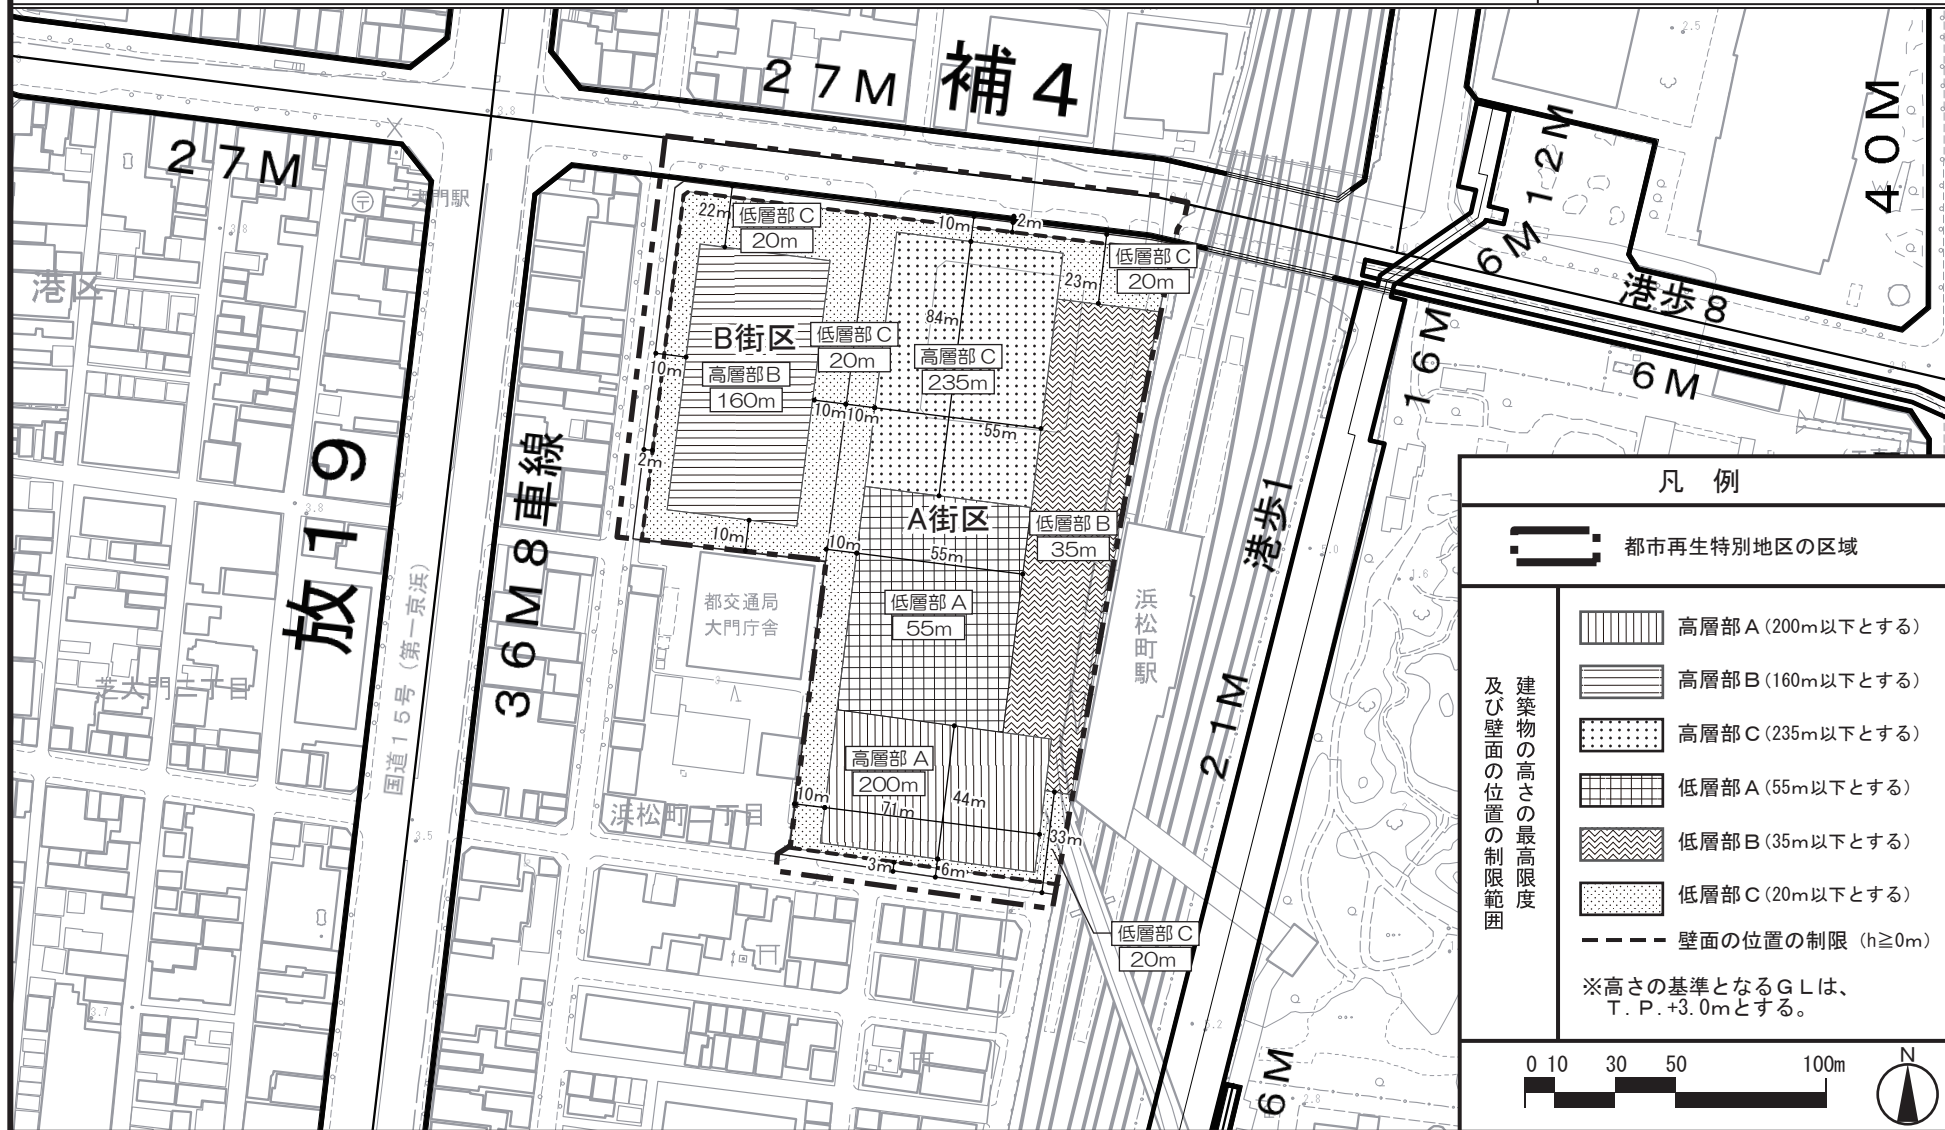 27M
補4
27M
大門駅
港区
放19
36M8車線
国道15号(第一京浜)
芝大門二丁目
22m
低層部C
20m
10m
2m
低層部C
20m
23m
84m
B街区
低層部C
20m
高層部C
235m
10m
高層部B
160m
10m
10m
55m
2m
10m
A街区
低層部B
35m
10m
55m
都交通局
大門庁舎
低層部A
55m
浜松町駅
高層部A
200m
10m
71m
44m
33m
浜松町一丁目
3m
6m
低層部C
20m
港歩1
21M
6M
16M
6M
12M
6M
港歩8
40M
凡 例
都市再生特別地区の区域
建築物の高さの最高限度
及び壁面の位置の制限範囲
高層部A(200m以下とする)
高層部B(160m以下とする)
高層部C(235m以下とする)
低層部A(55m以下とする)
低層部B(35m以下とする)
低層部C(20m以下とする)
壁面の位置の制限(h≧0m)
※高さの基準となるGLは、
T.P.+3.0mとする。
0 10 30 50 100m
N
3.8
3.8
3.8
3.5
3.7
2.5